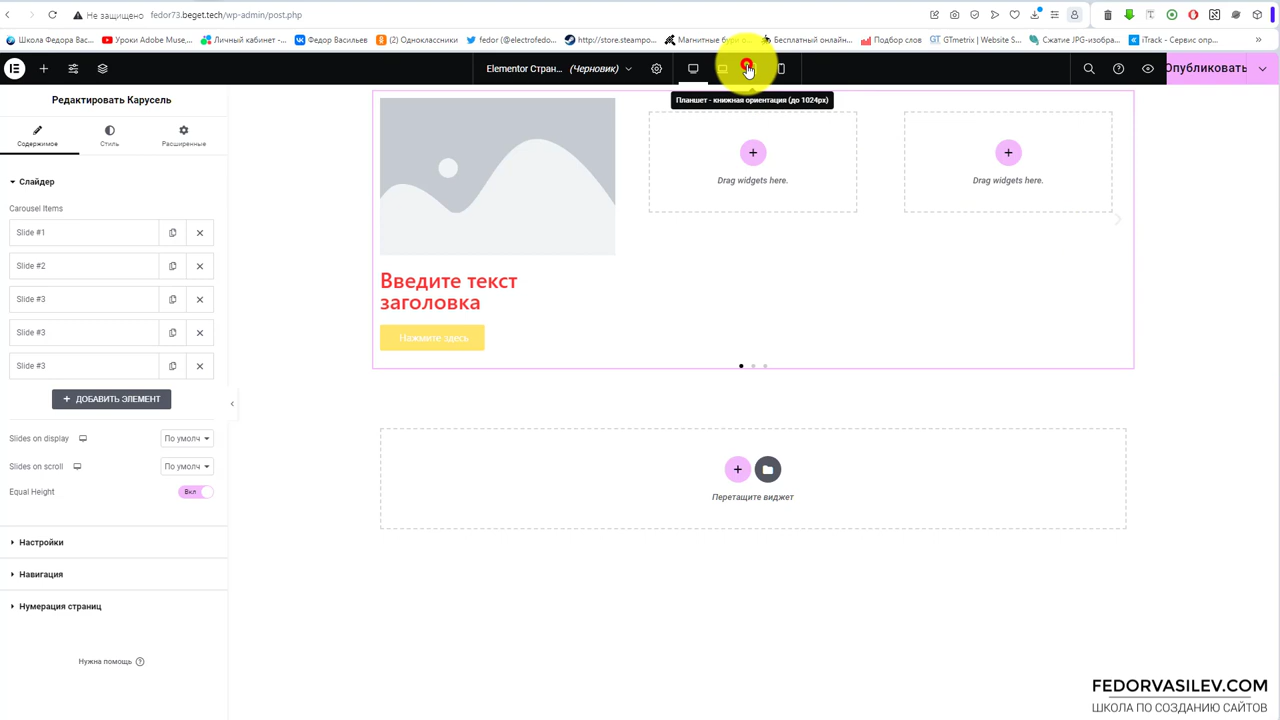 Не защищено fedor73.beget.tech/wp-admin/post.php
Школа Федора Вас... Уроки Adobe Muse,... Личный кабинет - ... Федор Васильев (2) Одноклассники fedor (@electrofedo... http://store.steampo... Магнитные бури о... Бесплатный онлайн... Подбор слов GTmetrix | Website S... Сжатие JPG-изобра... iTrack - Сервис опр... »
Elementor Стран... (Черновик) Опубликовать
Редактировать Карусель
Планшет - книжная ориентация (до 1024px)
Содержимое Стиль Расширенные
Слайдер
Carousel Items
Slide #1
Slide #2
Slide #3
Slide #3
Slide #3
ДОБАВИТЬ ЭЛЕМЕНТ
Slides on display По умолч
Slides on scroll По умолч
Equal Height Вкл
Настройки
Навигация
Нумерация страниц
Нужна помощь
Drag widgets here. Drag widgets here.
Введите текст
заголовка
Нажмите здесь
Перетащите виджет
FEDORVASILEV.COM
ШКОЛА ПО СОЗДАНИЮ САЙТОВ